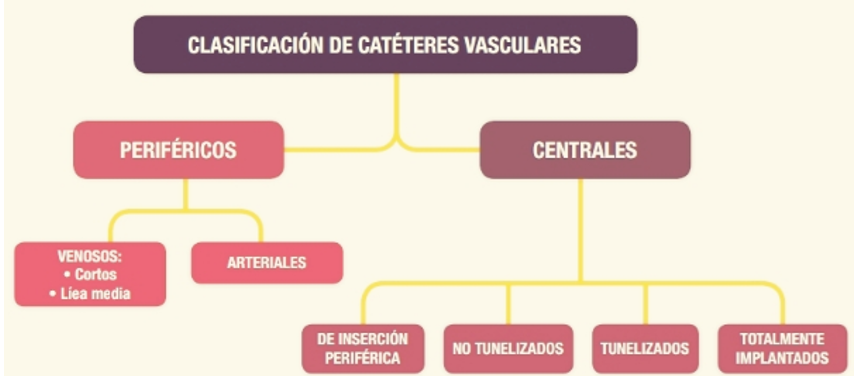 CLASIFICACIÓN DE CATÉTERES VASCULARES
PERIFÉRICOS
CENTRALES
VENOSOS:
• Cortos
• Líea media
ARTERIALES
DE INSERCIÓN
PERIFÉRICA
NO TUNELIZADOS
TUNELIZADOS
TOTALMENTE
IMPLANTADOS